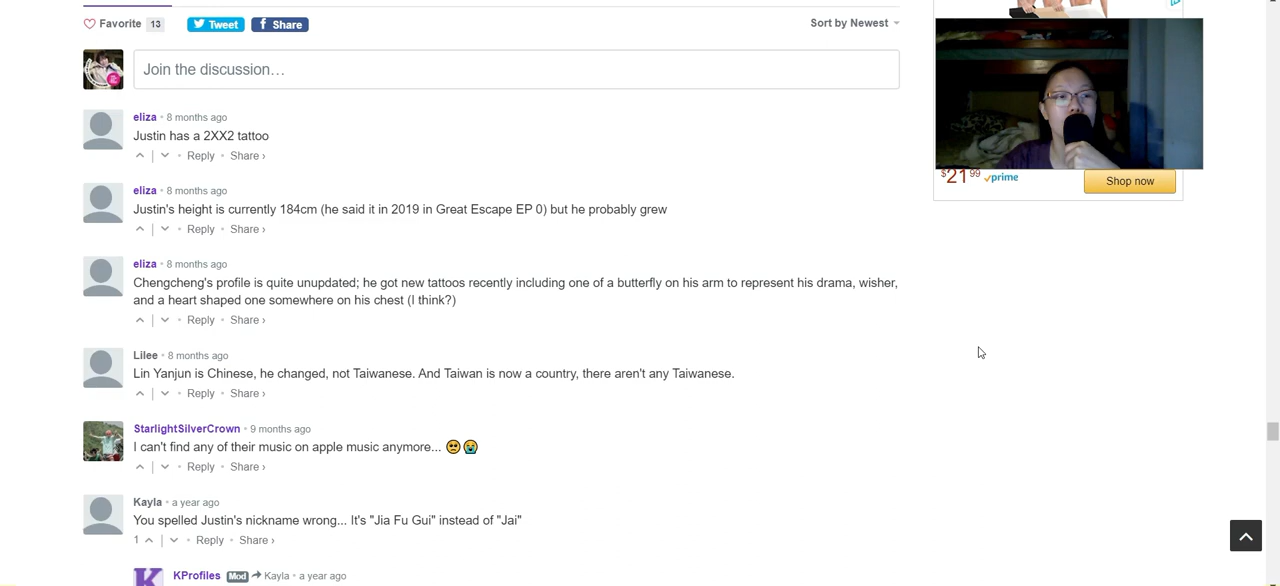 Favorite 13 Tweet Share Sort by Newest
Join the discussion…
eliza • 8 months ago
Justin has a 2XX2 tattoo
Reply • Share ›
eliza • 8 months ago
$21.99 prime Shop now
Justin's height is currently 184cm (he said it in 2019 in Great Escape EP 0) but he probably grew
Reply • Share ›
eliza • 8 months ago
Chengcheng's profile is quite unupdated; he got new tattoos recently including one of a butterfly on his arm to represent his drama, wisher,
and a heart shaped one somewhere on his chest (I think?)
Reply • Share ›
Lilee • 8 months ago
Lin Yanjun is Chinese, he changed, not Taiwanese. And Taiwan is now a country, there aren't any Taiwanese.
Reply • Share ›
StarlightSilverCrown • 9 months ago
I can't find any of their music on apple music anymore... 🥺😭
Reply • Share ›
Kayla • a year ago
You spelled Justin's nickname wrong... It's "Jia Fu Gui" instead of "Jai"
1 Reply • Share ›
KProfiles Mod Kayla • a year ago